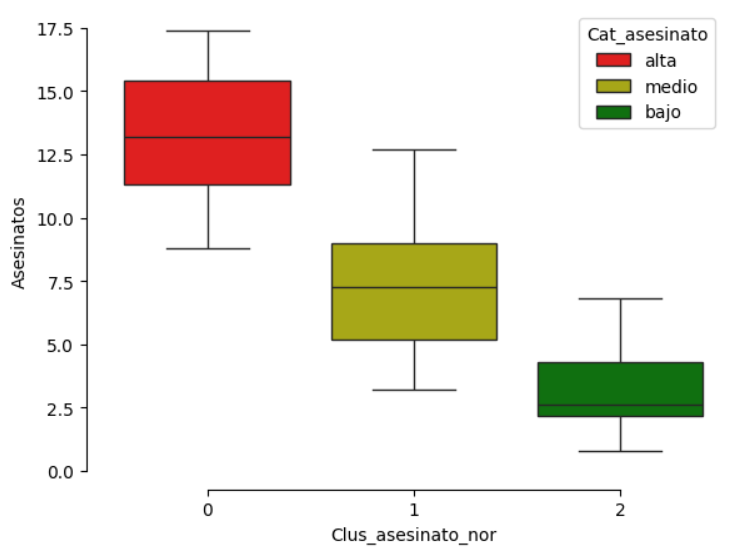 Cat_asesinato
alta
medio
bajo
17.5
15.0
12.5
10.0
7.5
5.0
2.5
0.0
Asesinatos
0 1 2
Clus_asesinato_nor